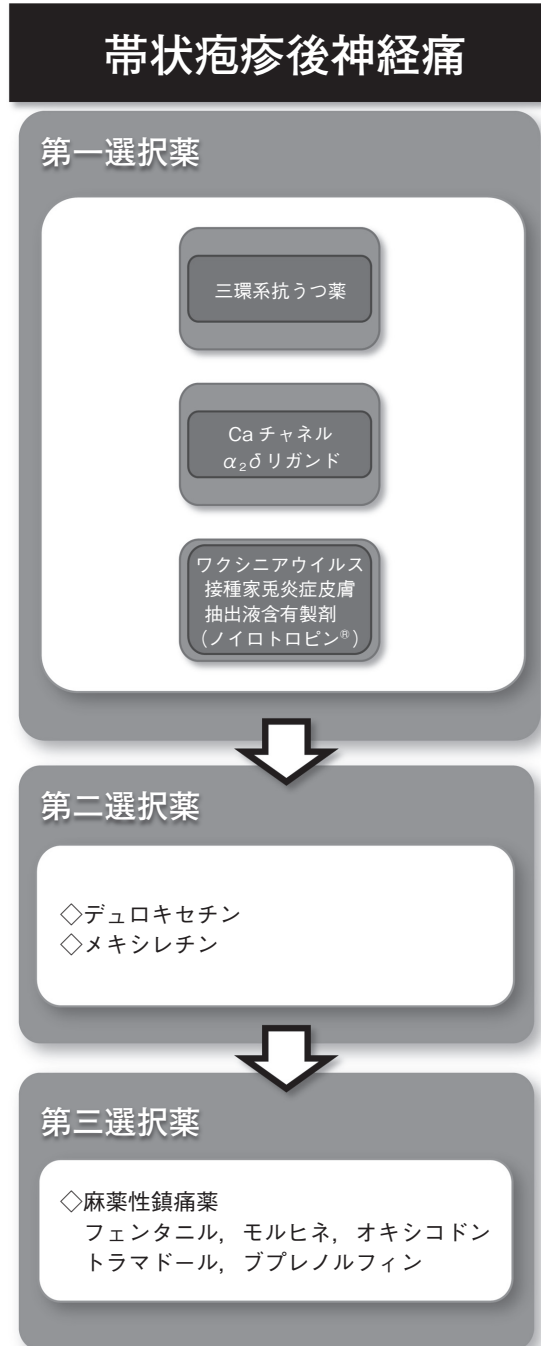 帯状疱疹後神経痛
第一選択薬
三環系抗うつ薬
Ca チャネル
α₂δ リガンド
ワクシニアウイルス
接種家兎炎症皮膚
抽出液含有製剤
(ノイロトロピン®)
第二選択薬
◇デュロキセチン
◇メキシレチン
第三選択薬
◇麻薬性鎮痛薬
フェンタニル,モルヒネ,オキシコドン
トラマドール,ブプレノルフィン